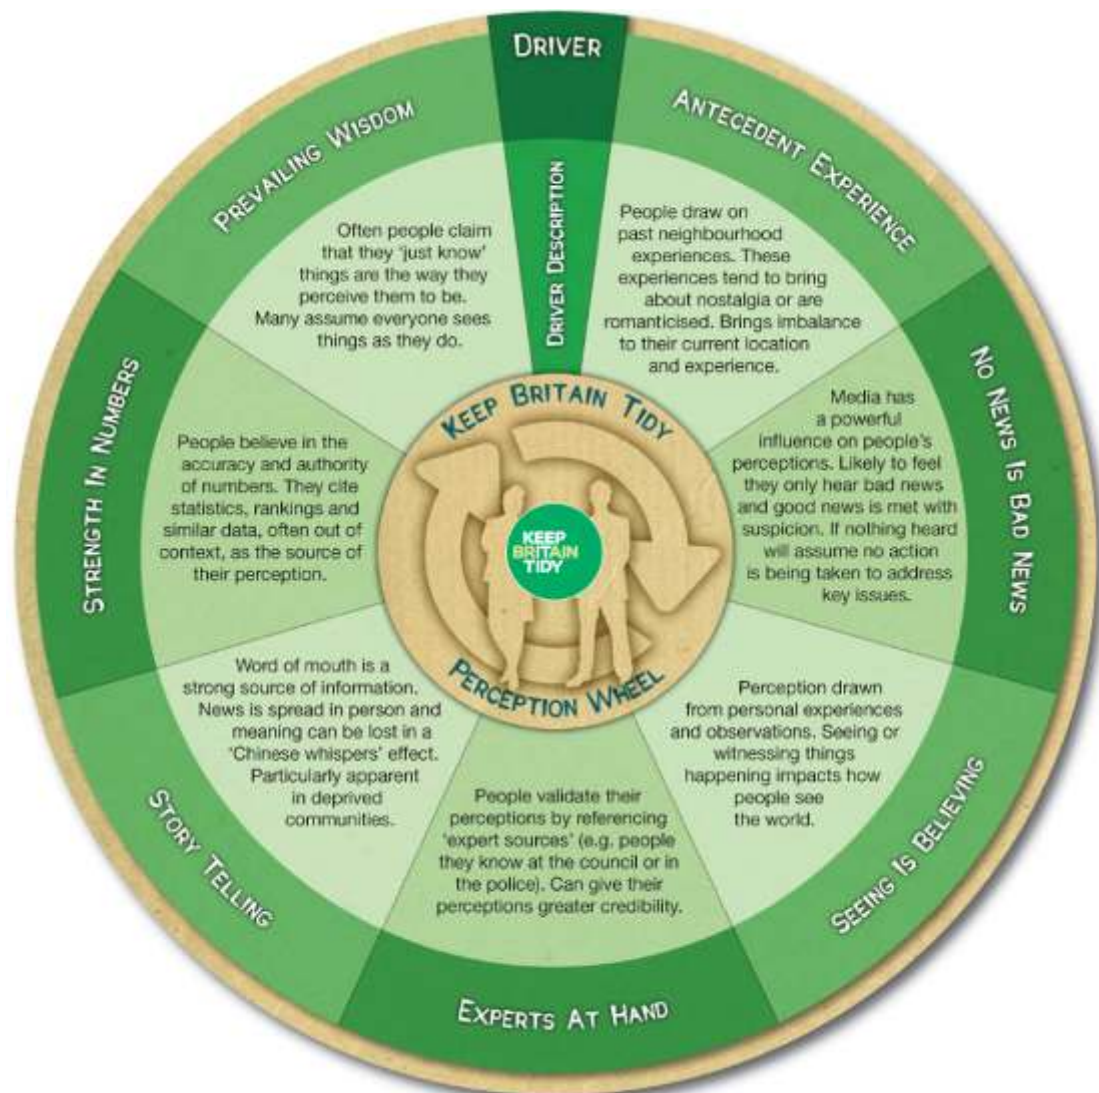 DRIVER
DRIVER DESCRIPTION
ANTECEDENT EXPERIENCE
People draw on
past neighbourhood
experiences. These
experiences tend to bring
about nostalgia or are
romanticised. Brings imbalance
to their current location
and experience.
NO NEWS IS BAD NEWS
Media has
a powerful
influence on people's
perceptions. Likely to feel
they only hear bad news
and good news is met with
suspicion. If nothing heard
will assume no action
is being taken to address
key issues.
SEEING IS BELIEVING
Perception drawn
from personal experiences
and observations. Seeing or
witnessing things
happening impacts how
people see
the world.
EXPERTS AT HAND
People validate their
perceptions by referencing
'expert sources' (e.g. people
they know at the council or in
the police). Can give their
perceptions greater credibility.
STORY TELLING
Word of mouth is a
strong source of information.
News is spread in person and
meaning can be lost in a
'Chinese whispers' effect.
Particularly apparent
in deprived
communities.
STRENGTH IN NUMBERS
People believe in the
accuracy and authority
of numbers. They cite
statistics, rankings and
similar data, often out of
context, as the source of
their perception.
PREVAILING WISDOM
Often people claim
that they 'just know'
things are the way they
perceive them to be.
Many assume everyone sees
things as they do.
KEEP BRITAIN TIDY
KEEP
BRITAIN
TIDY
PERCEPTION WHEEL